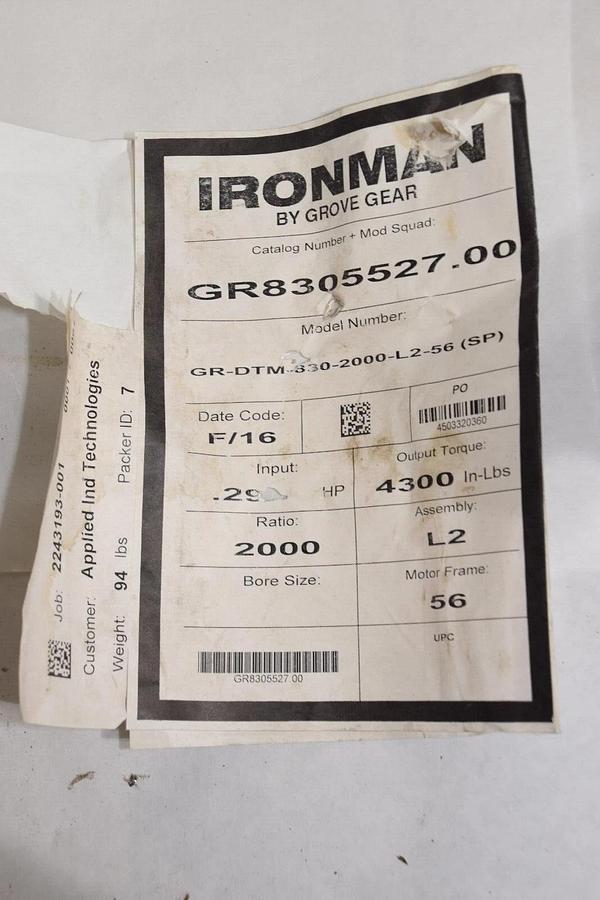 IRONMAN
BY GROVE GEAR
Catalog Number + Mod Squad:
GR8305527.00
Model Number:
GR-DTM-830-2000-L2-56 (SP)
Date Code:
F/16
PO
4503320360
Input:
HP
Output Torque:
4300 In-Lbs
Ratio:
2000
Assembly:
L2
Bore Size:
Motor Frame:
56
UPC
GR8305527.00
Job: 2243193-001
Customer: Applied Ind Technologies
Weight: 94 lbs Packer ID: 7